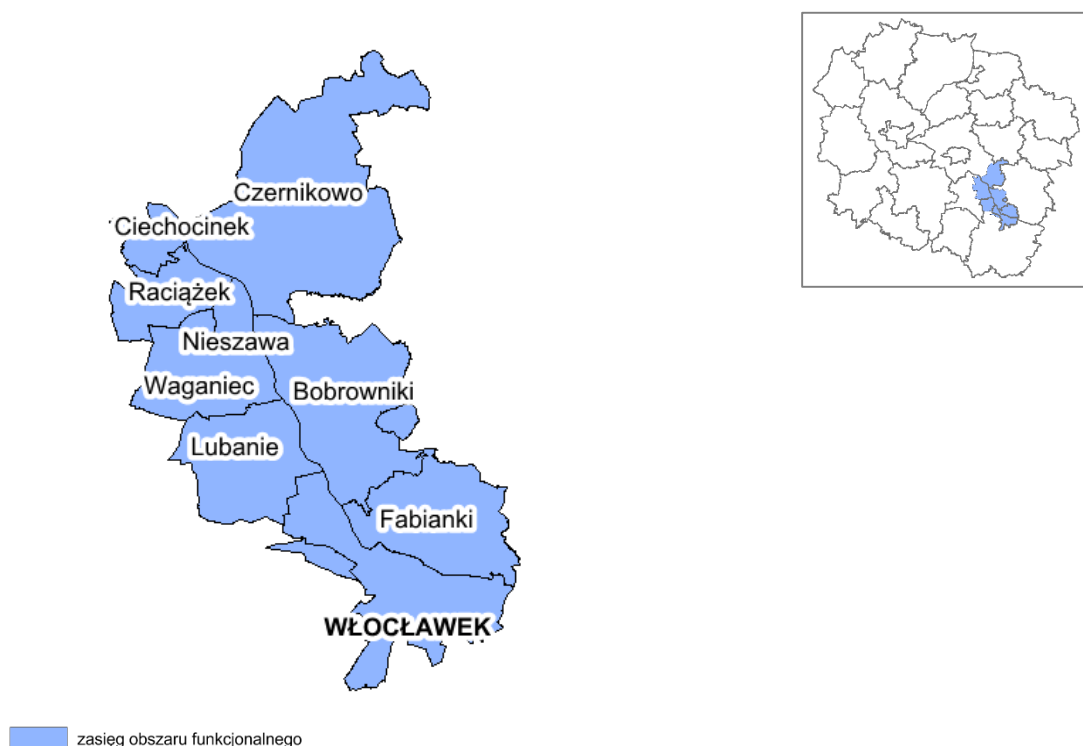 Czernikowo
Ciechocinek
Raciążek
Nieszawa
Waganiec
Bobrowniki
Lubanie
Fabianki
WŁOCŁAWEK
zasięg obszaru funkcjonalnego